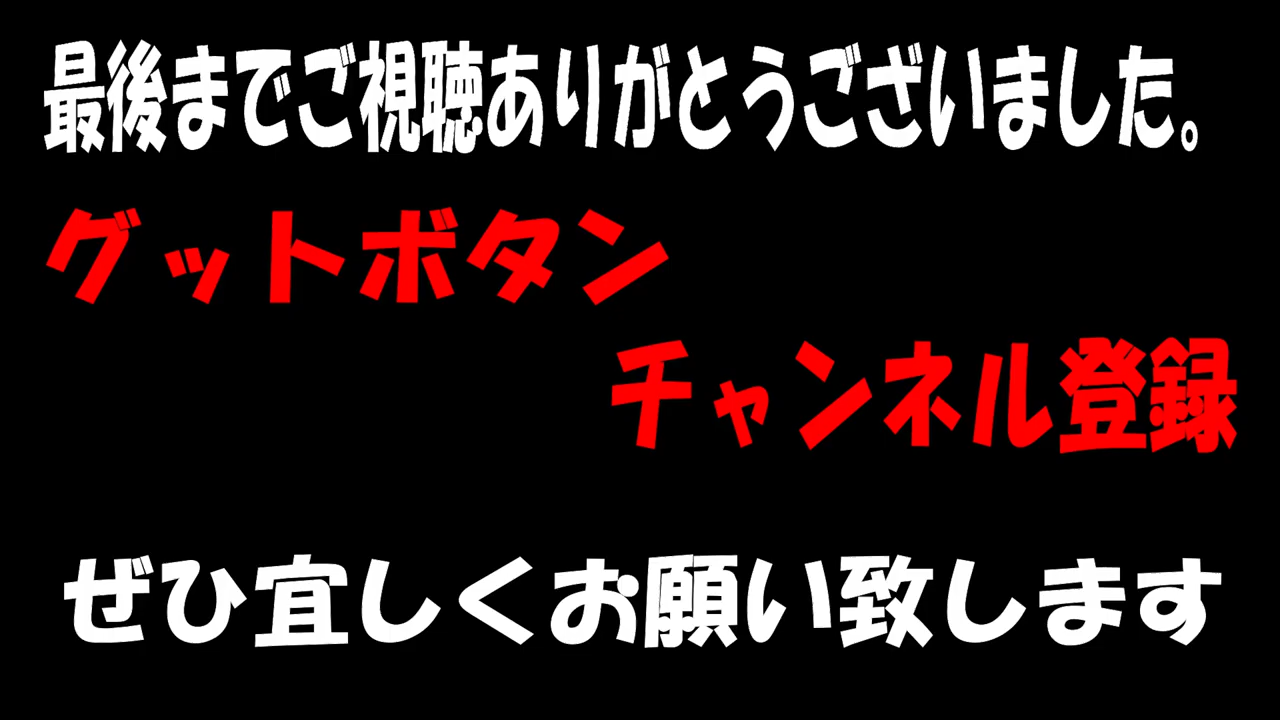 最後までご視聴ありがとうございました。
グットボタン
チャンネル登録
ぜひ宜しくお願い致します